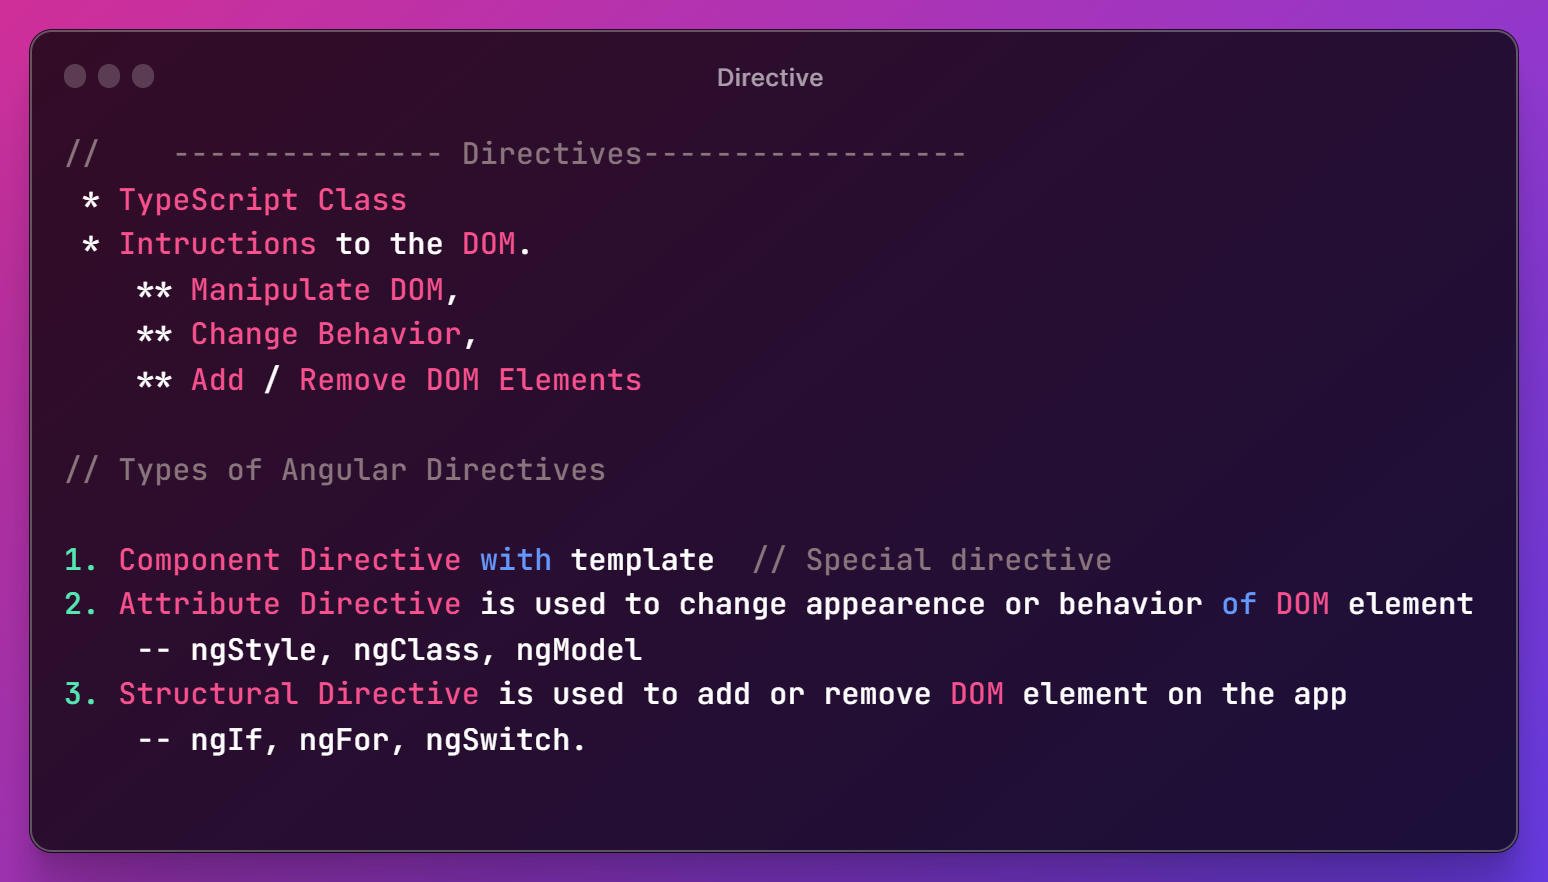 Directive
//    --------------- Directives------------------
* TypeScript Class
* Intructions to the DOM.
** Manipulate DOM,
** Change Behavior,
** Add / Remove DOM Elements
// Types of Angular Directives
1. Component Directive with template  // Special directive
2. Attribute Directive is used to change appearence or behavior of DOM element
-- ngStyle, ngClass, ngModel
3. Structural Directive is used to add or remove DOM element on the app
-- ngIf, ngFor, ngSwitch.